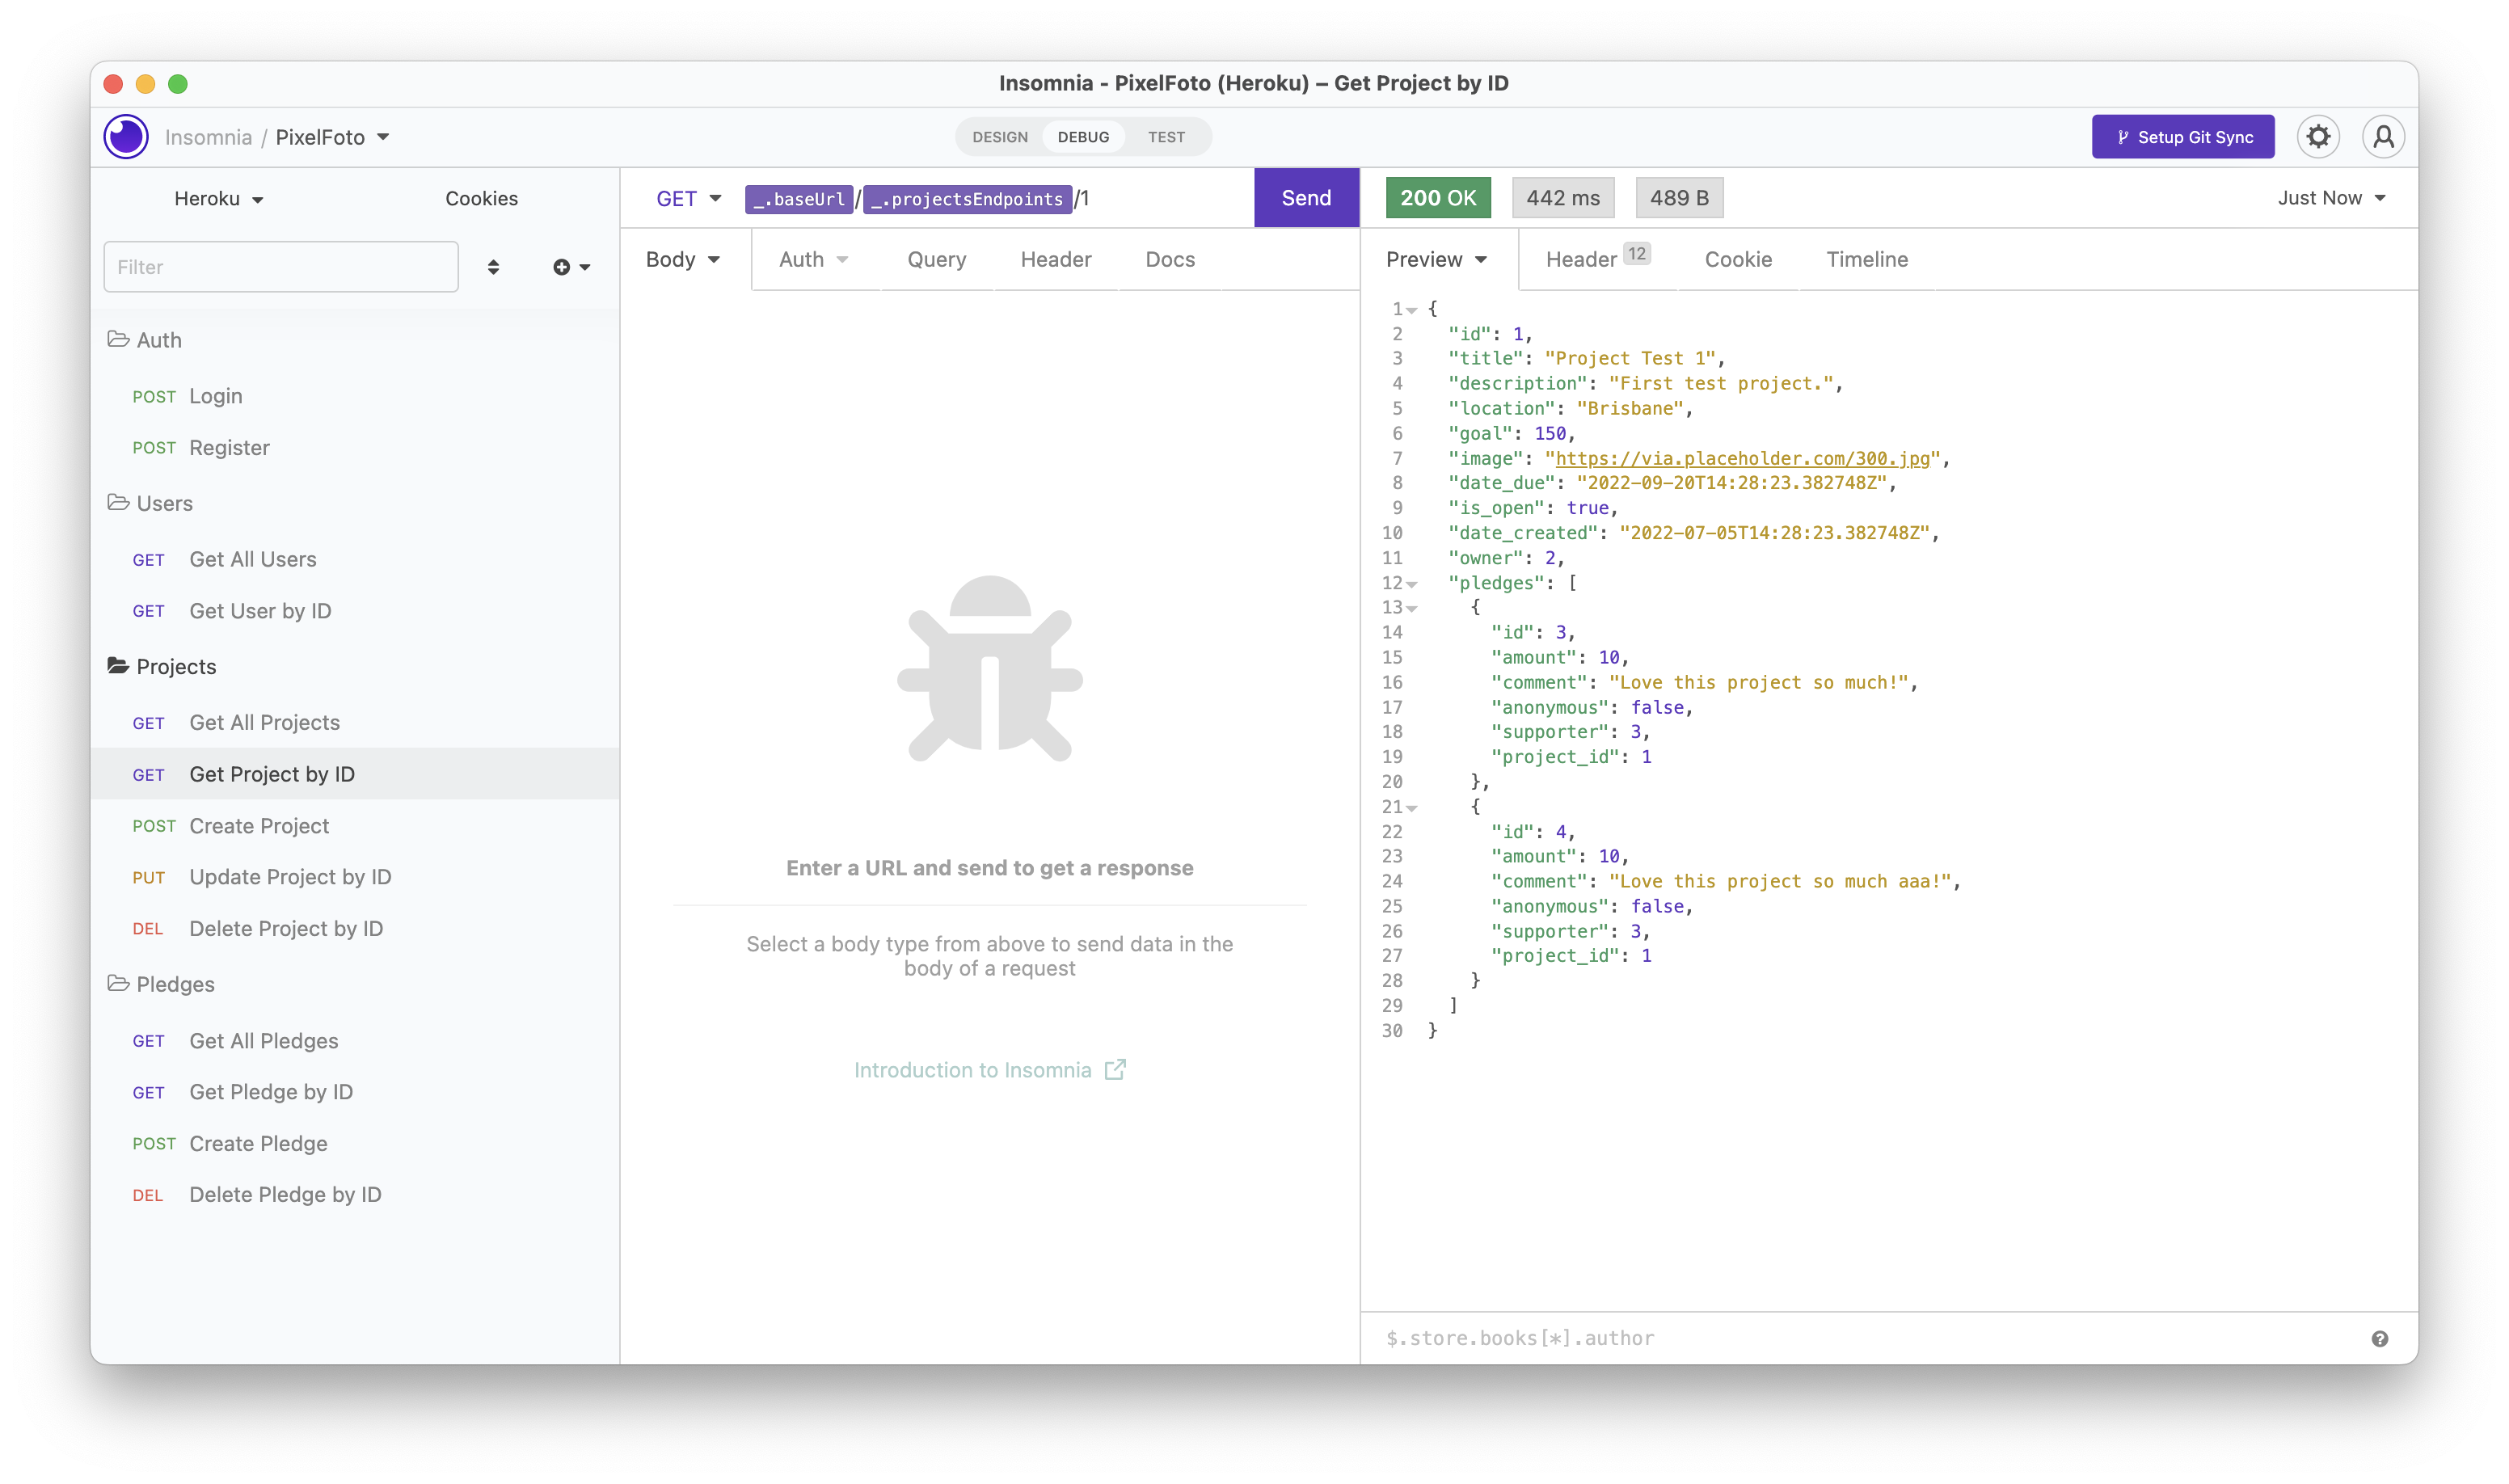 Insomnia - PixelFoto (Heroku) – Get Project by ID
Insomnia / PixelFoto
DESIGN DEBUG TEST
Setup Git Sync
Heroku Cookies
Filter
Auth
POST Login
POST Register
Users
GET Get All Users
GET Get User by ID
Projects
GET Get All Projects
GET Get Project by ID
POST Create Project
PUT Update Project by ID
DEL Delete Project by ID
Pledges
GET Get All Pledges
GET Get Pledge by ID
POST Create Pledge
DEL Delete Pledge by ID
GET _.baseUrl/_.projectsEndpoints/1 Send
Body Auth Query Header Docs
Enter a URL and send to get a response
Select a body type from above to send data in the
body of a request
Introduction to Insomnia
200 OK 442 ms 489 B Just Now
Preview Header 12 Cookie Timeline
1 {
2 "id": 1,
3 "title": "Project Test 1",
4 "description": "First test project.",
5 "location": "Brisbane",
6 "goal": 150,
7 "image": "https://via.placeholder.com/300.jpg",
8 "date_due": "2022-09-20T14:28:23.382748Z",
9 "is_open": true,
10 "date_created": "2022-07-05T14:28:23.382748Z",
11 "owner": 2,
12 "pledges": [
13 {
14 "id": 3,
15 "amount": 10,
16 "comment": "Love this project so much!",
17 "anonymous": false,
18 "supporter": 3,
19 "project_id": 1
20 },
21 {
22 "id": 4,
23 "amount": 10,
24 "comment": "Love this project so much aaa!",
25 "anonymous": false,
26 "supporter": 3,
27 "project_id": 1
28 }
29 ]
30 }
$.store.books[*].author